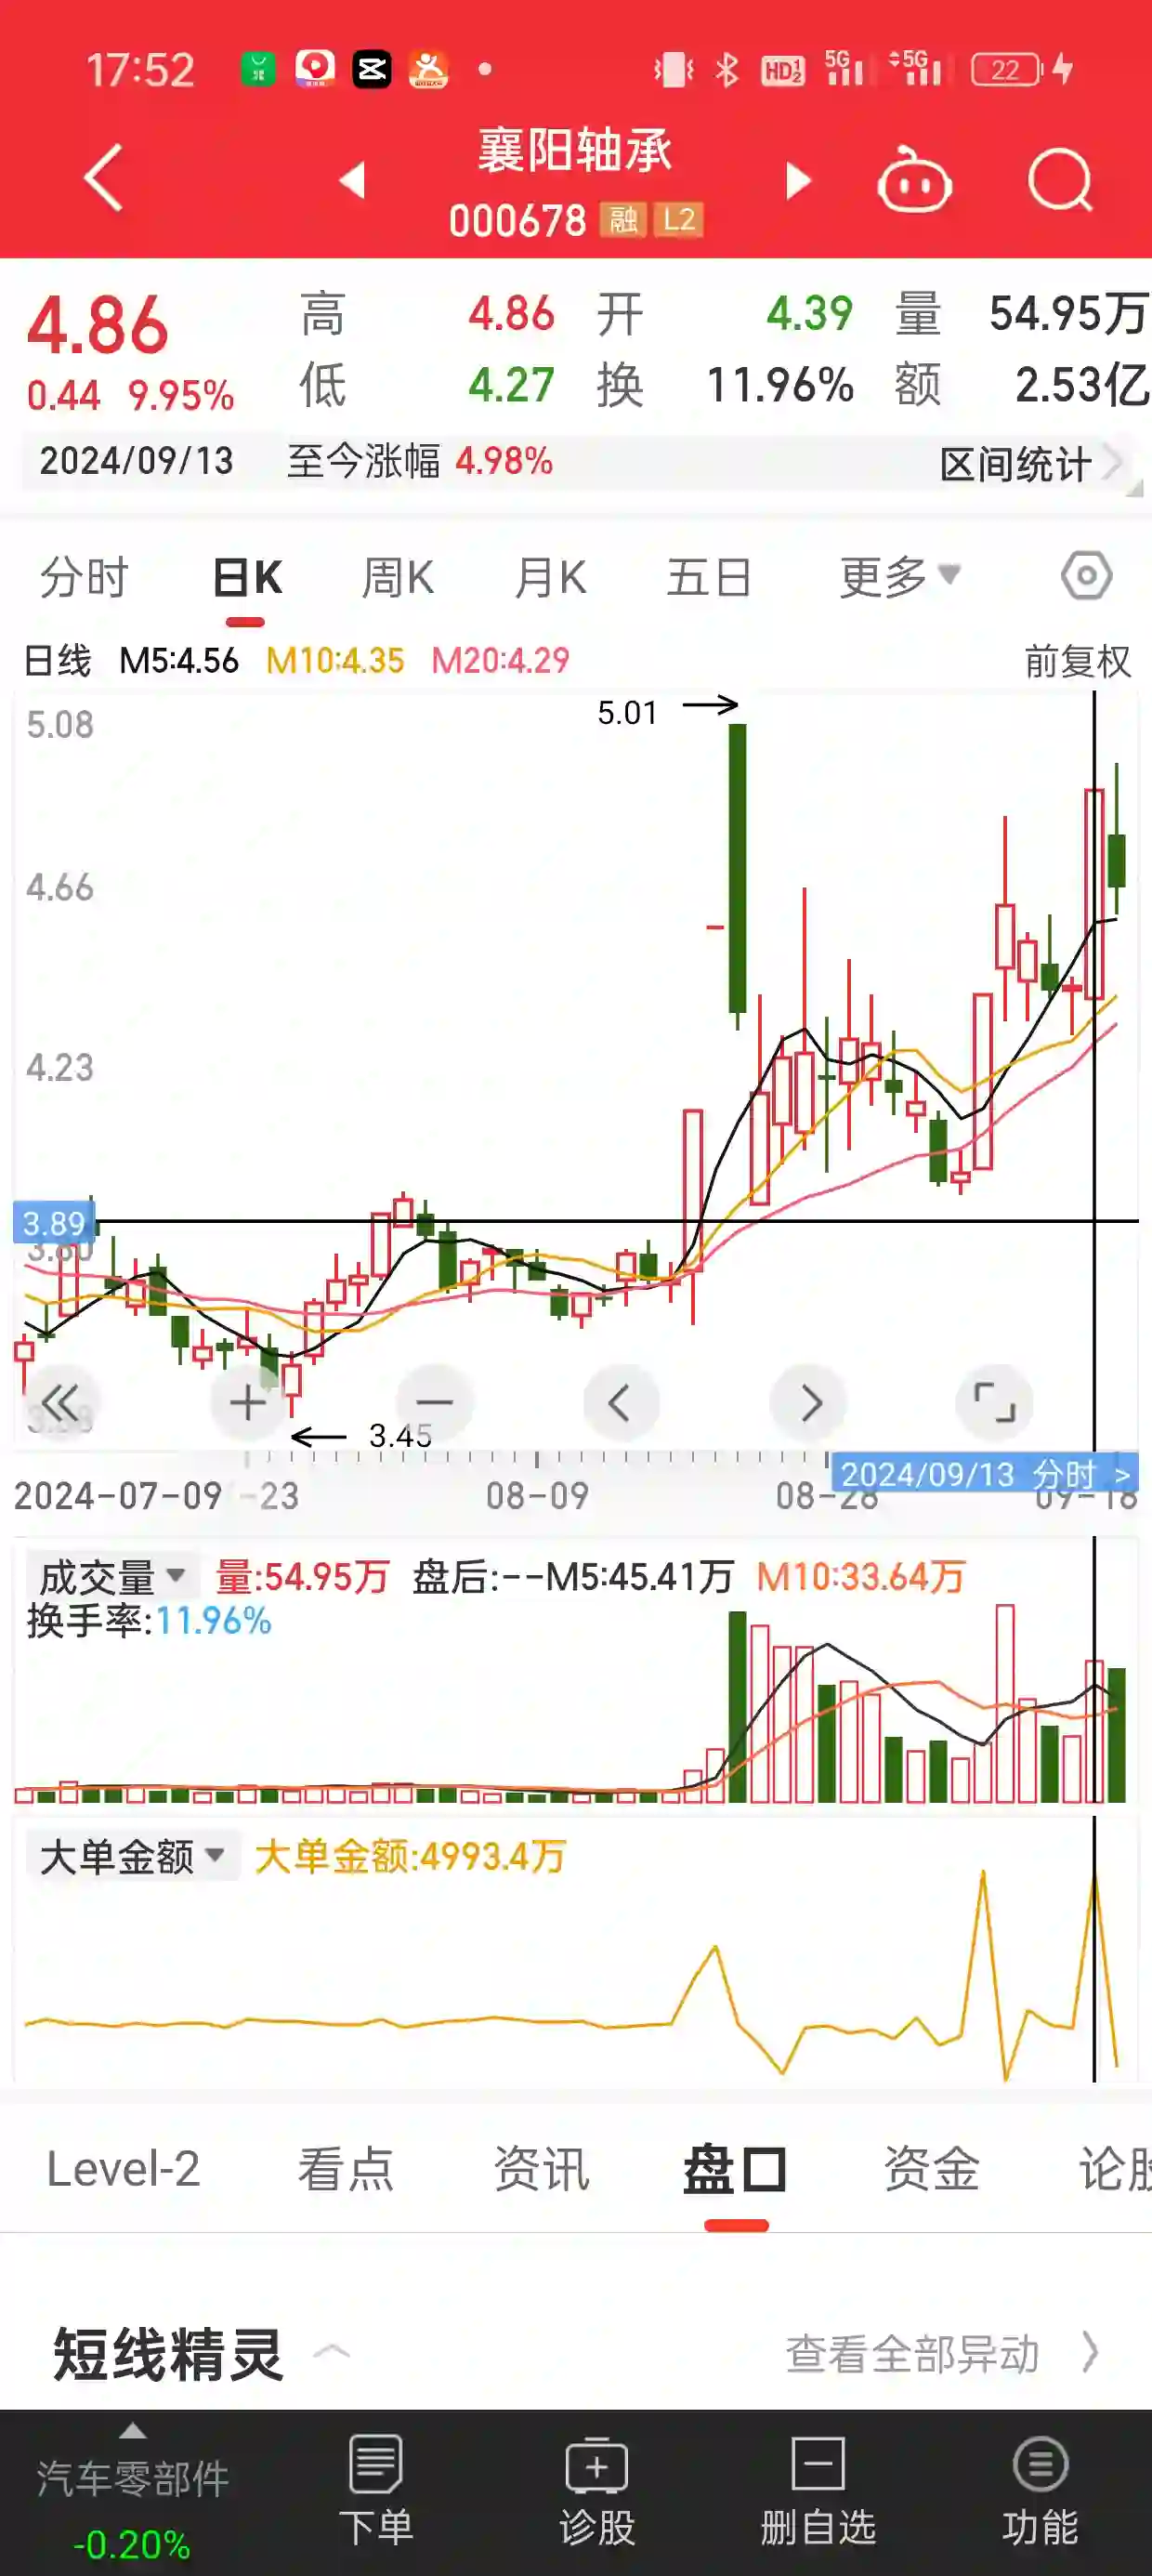 17:52 HD1 2 5G 5G 22
襄阳轴承
000678 融 L2
4.86 高 4.86 开 4.39 量 54.95万
0.44 9.95% 低 4.27 换 11.96% 额 2.53亿
2024/09/13 至今涨幅 4.98% 区间统计
分时 日K 周K 月K 五日 更多
日线 M5:4.56 M10:4.35 M20:4.29 前复权
5.08
5.01
4.66
4.23
3.89
3.80
3.45
2024/09/13 分时 >
2024-07-09 -23 08-09 08-28 09-18
成交量 量:54.95万 盘后:--M5:45.41万 M10:33.64万
换手率:11.96%
大单金额 大单金额:4993.4万
Level-2 看点 资讯 盘口 资金 论股
短线精灵 查看全部异动
汽车零部件 下单 诊股 删自选 功能
-0.20%